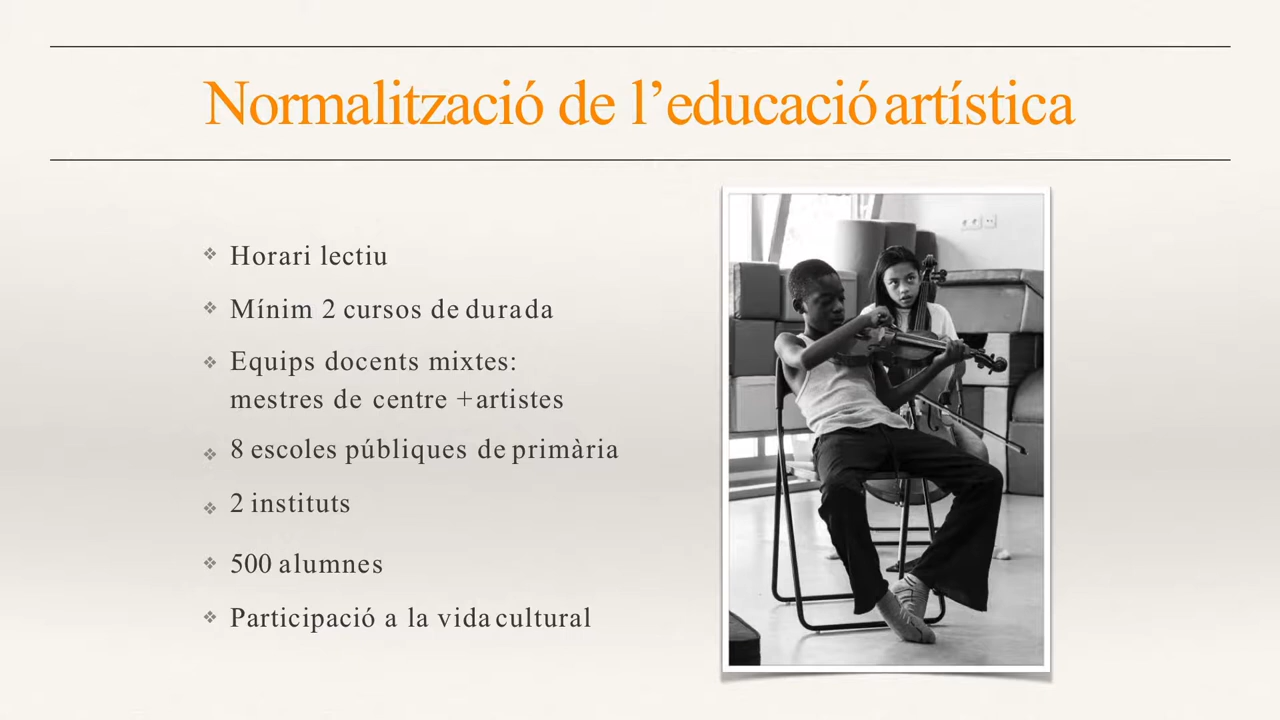 Normalització de l’educació artística
❖ Horari lectiu
❖ Mínim 2 cursos de durada
❖ Equips docents mixtes:
mestres de centre + artistes
❖ 8 escoles públiques de primària
❖ 2 instituts
❖ 500 alumnes
❖ Participació a la vida cultural